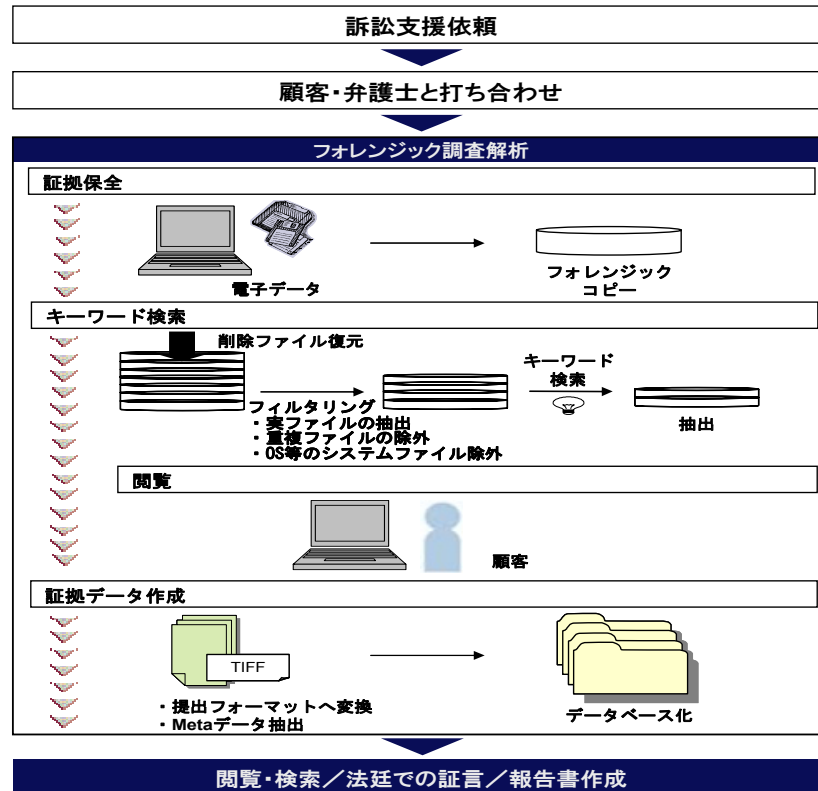 訴訟支援依頼
顧客・弁護士と打ち合わせ
フォレンジック調査解析
証拠保全
電子データ
フォレンジック
コピー
キーワード検索
削除ファイル復元
フィルタリング
・実ファイルの抽出
・重複ファイルの除外
・OS等のシステムファイル除外
キーワード
検索
抽出
閲覧
顧客
証拠データ作成
TIFF
・提出フォーマットへ変換
・Metaデータ抽出
データベース化
閲覧・検索／法廷での証言／報告書作成